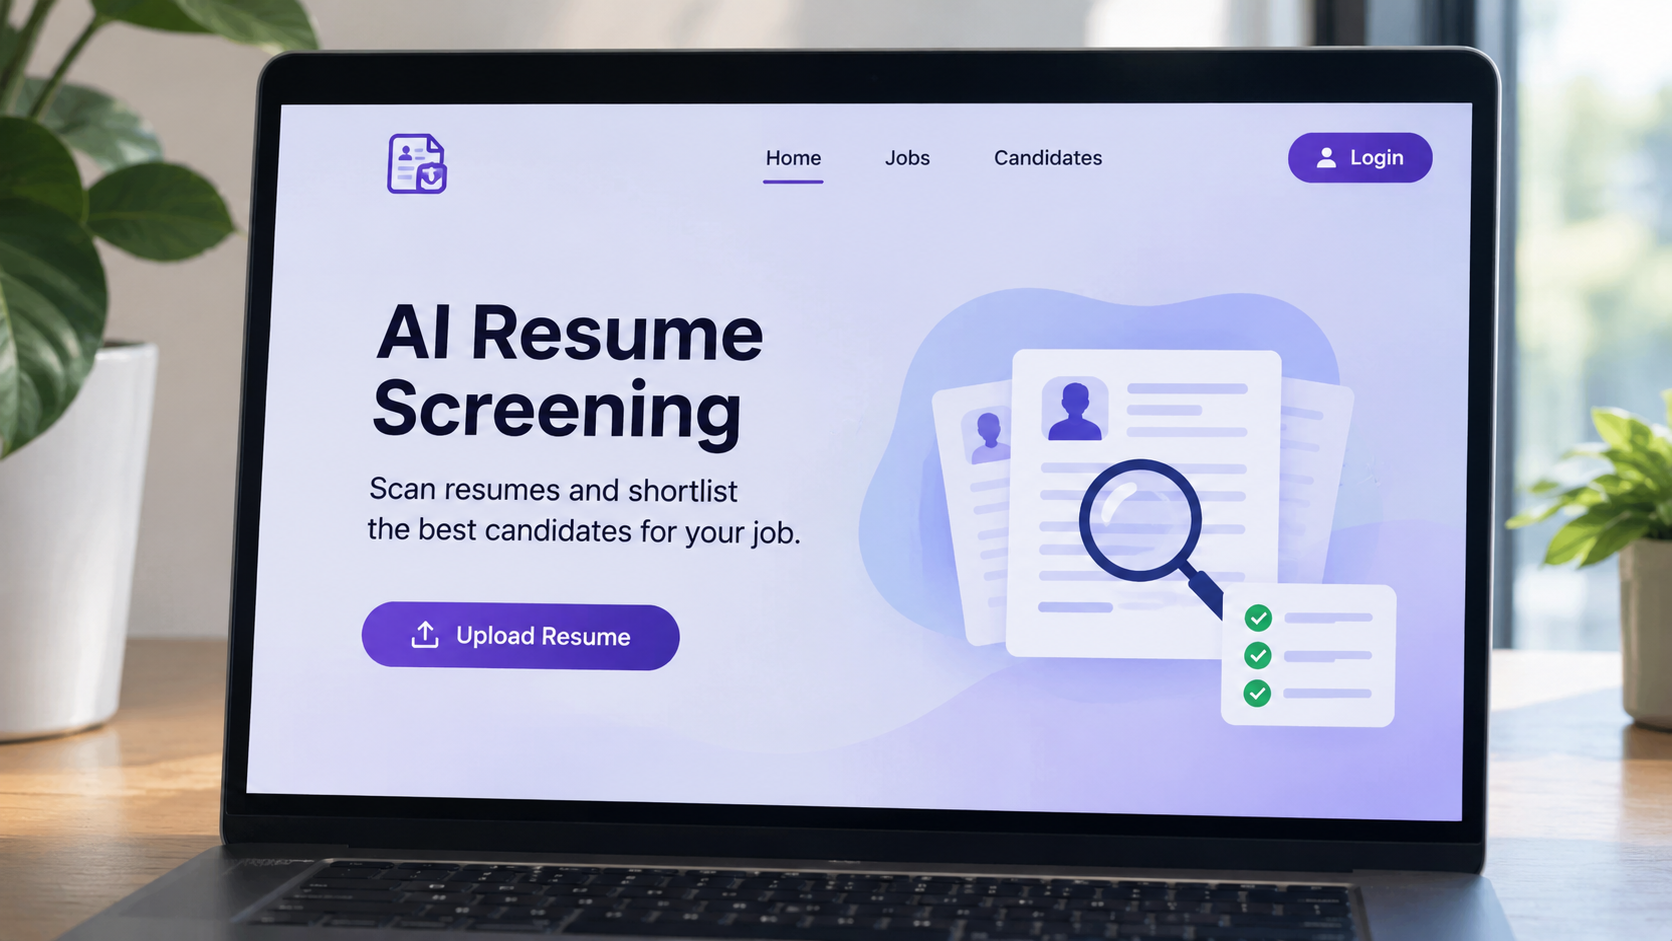 Home
Jobs
Candidates
Login
AI Resume
Screening
Scan resumes and shortlist
the best candidates for your job.
Upload Resume